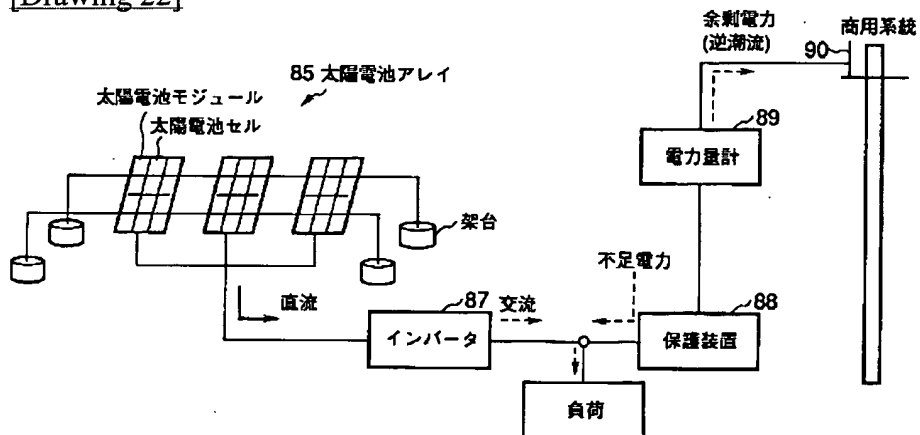 [Drawing 22]
余剰電力
(逆潮流)
商用系統
90
85 太陽電池アレイ
太陽電池モジュール
太陽電池セル
89
電力量計
架台
不足電力
直流
87
交流
88
インバータ
保護装置
負荷